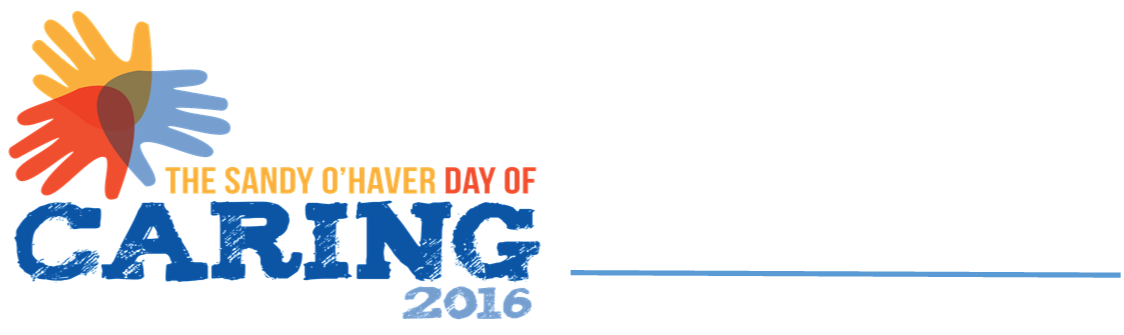 THE SANDY O'HAVER DAY OF
CARING
2016